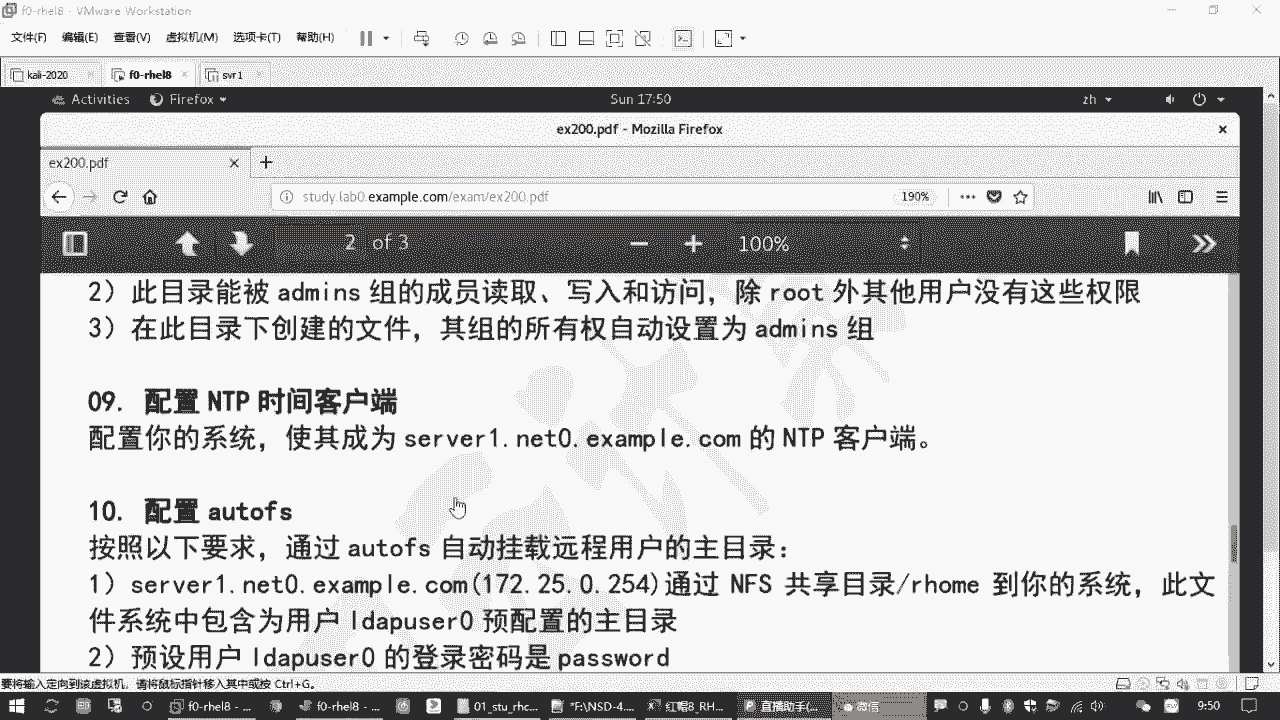 f0-rhel8 - VMware Workstation
文件(F) 编辑(E) 查看(V) 虚拟机(M) 选项卡(T) 帮助(H)
kali-2020 f0-rhel8 svr1
Activities Firefox Sun 17:50 zh
ex200.pdf - Mozilla Firefox
ex200.pdf
study.lab0.example.com/exam/ex200.pdf 190%
2 of 3 100%
2) 此目录能被 admins 组的成员读取、写入和访问，除 root 外其他用户没有这些权限
3) 在此目录下创建的文件，其组的所有权自动设置为 admins 组
09. 配置 NTP 时间客户端
配置你的系统，使其成为 server1.net0.example.com 的 NTP 客户端。
10. 配置 autofs
按照以下要求，通过 autofs 自动挂载远程用户的主目录：
1) server1.net0.example.com(172.25.0.254)通过 NFS 共享目录/rhome 到你的系统，此文
件系统中包含为用户 ldapuser0 预配置的主目录
2) 预设用户 ldapuser0 的登录密码是 password
要将输入定向到该虚拟机，请将鼠标指针移入其中或按 Ctrl+G。
f0-rhel8 - ... f0-rhel8 - ... 01_stu_rhc... *F:\NSD-4... 红帽8_RH... 直播助手(... 微信 9:50